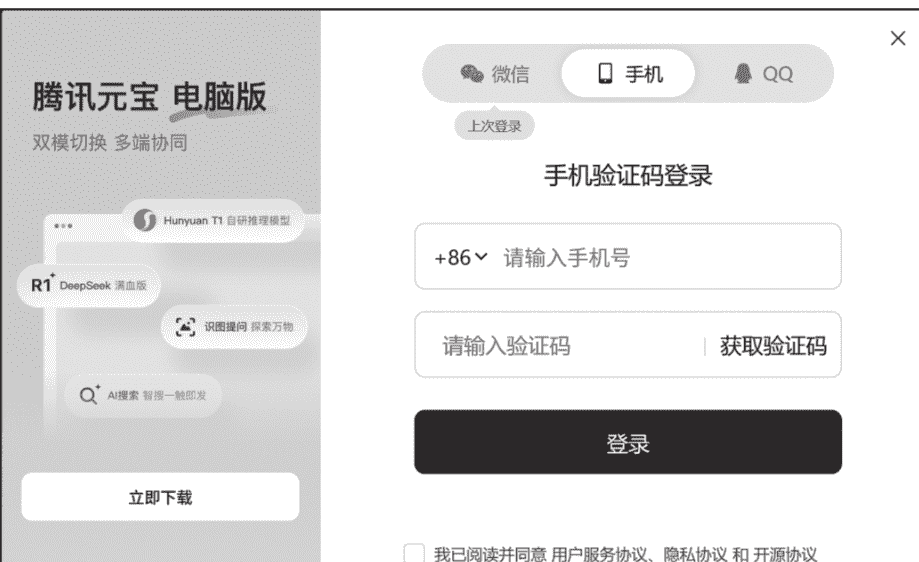 腾讯元宝 电脑版
双模切换 多端协同
Hunyuan T1 自研推理模型
R1 DeepSeek 满血版
识图提问 探索万物
AI搜索 智搜一触即发
立即下载
微信 手机 QQ
上次登录
手机验证码登录
+86 请输入手机号
请输入验证码 获取验证码
登录
我已阅读并同意 用户服务协议、隐私协议 和 开源协议